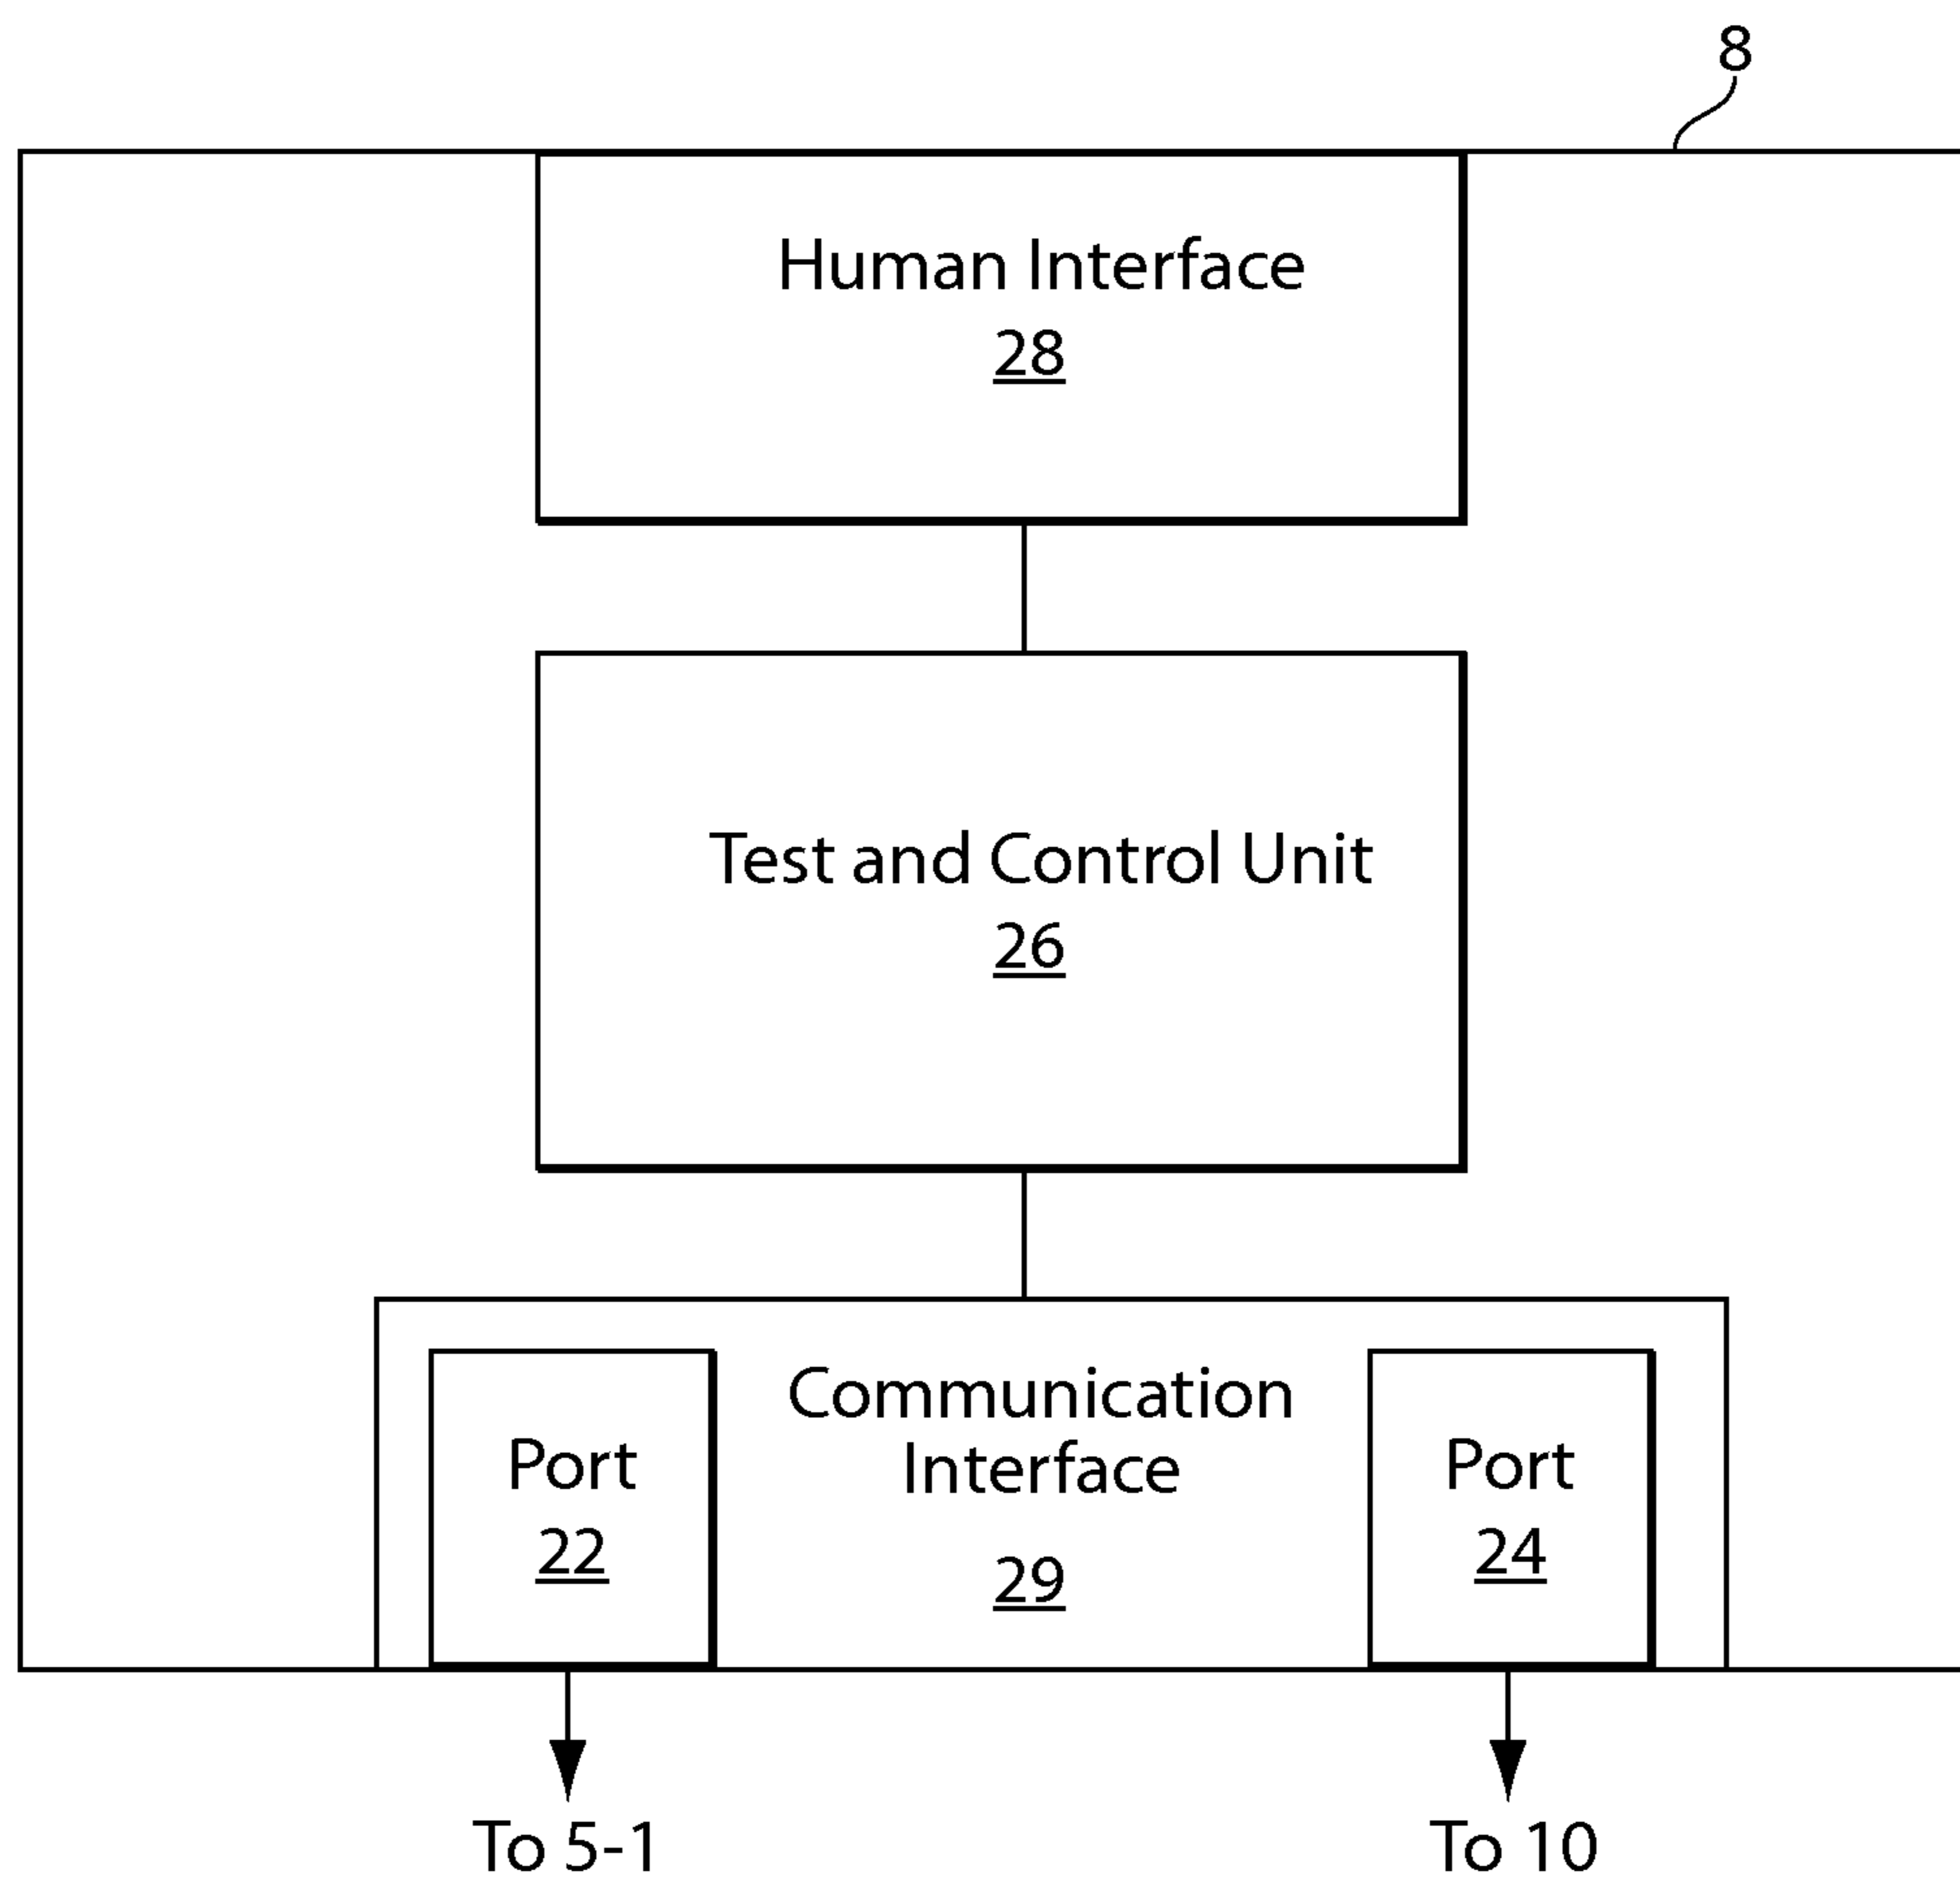 8
Human Interface
28
Test and Control Unit
26
Communication
Interface
29
Port
22
Port
24
To 5-1
To 10